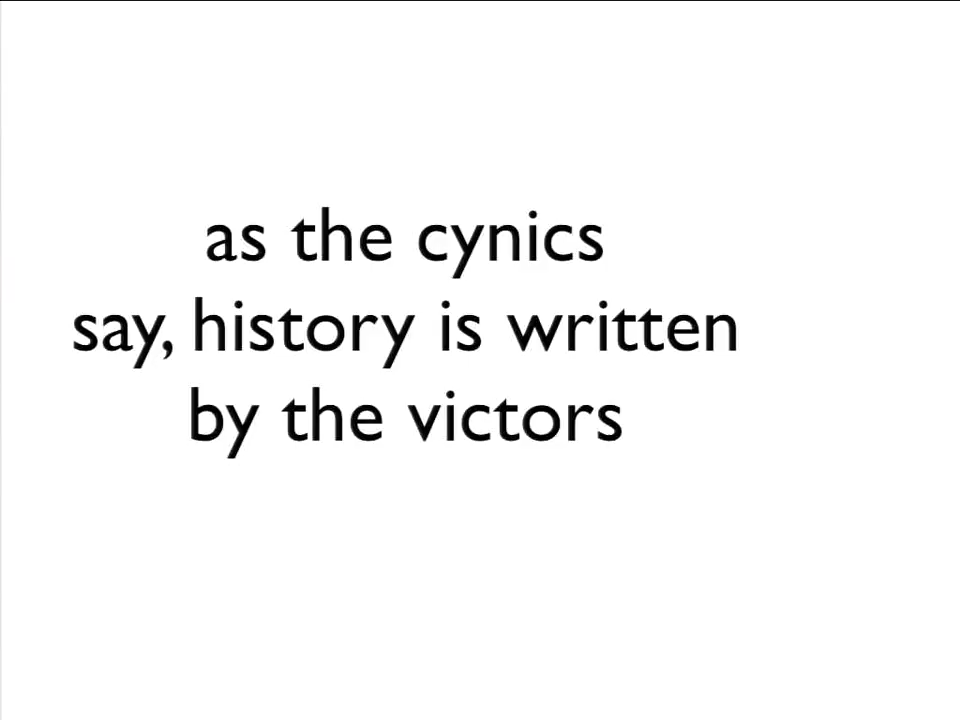 as the cynics
say, history is written
by the victors